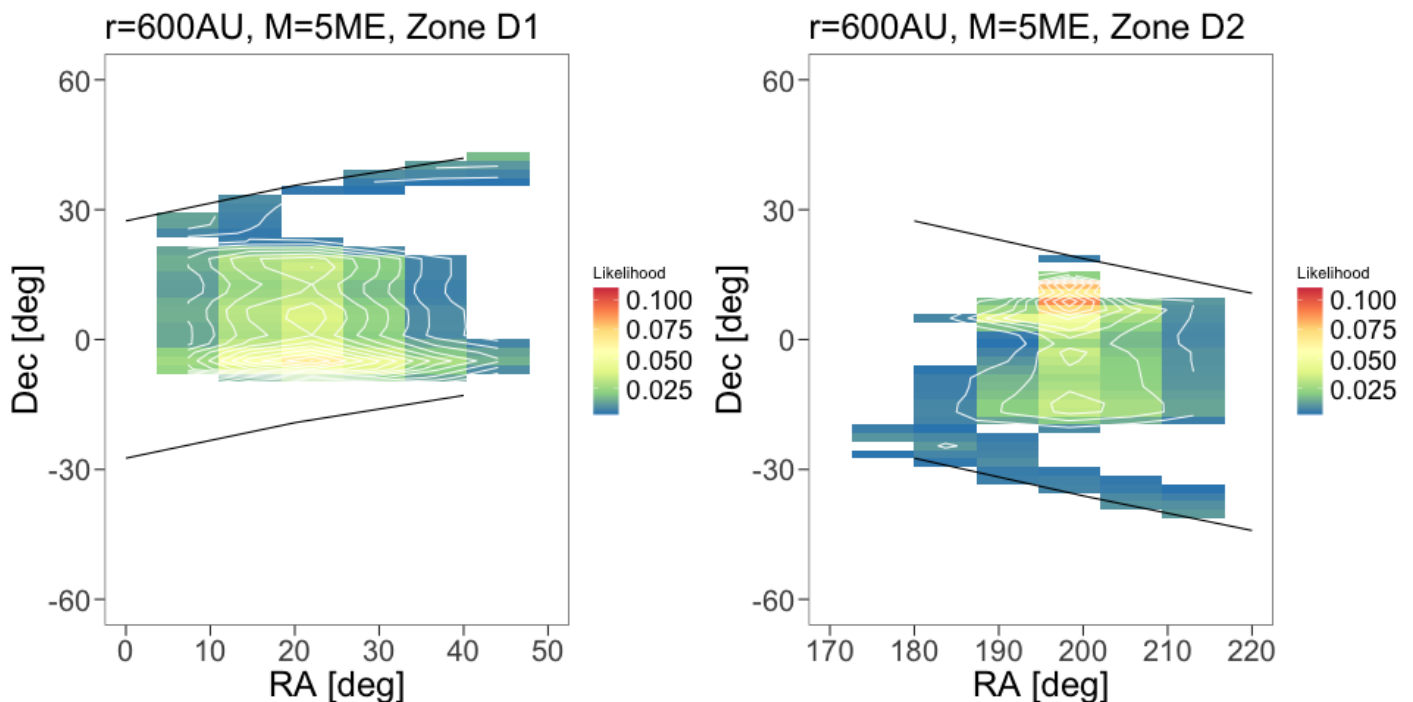 r=600AU, M=5ME, Zone D1
60
30
0
-30
-60
Dec [deg]
0 10 20 30 40 50
RA [deg]
Likelihood
0.100
0.075
0.050
0.025
r=600AU, M=5ME, Zone D2
60
30
0
-30
-60
Dec [deg]
170 180 190 200 210 220
RA [deg]
Likelihood
0.100
0.075
0.050
0.025